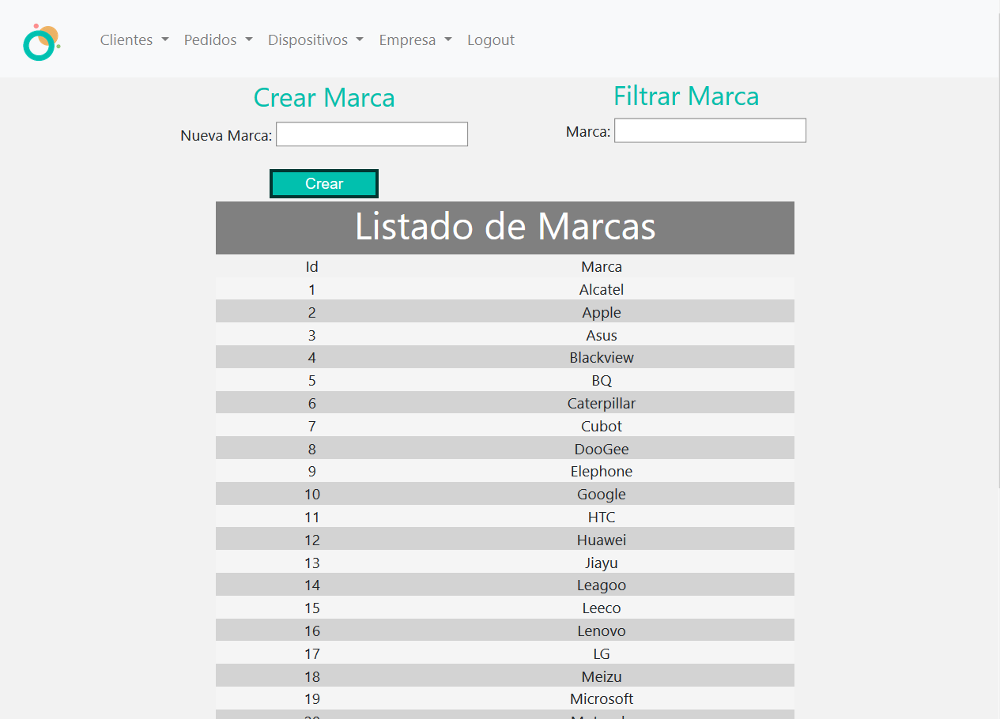 Clientes Pedidos Dispositivos Empresa Logout
Crear Marca
Nueva Marca:
Crear
Filtrar Marca
Marca:
Listado de Marcas
Id Marca
1 Alcatel
2 Apple
3 Asus
4 Blackview
5 BQ
6 Caterpillar
7 Cubot
8 DooGee
9 Elephone
10 Google
11 HTC
12 Huawei
13 Jiayu
14 Leagoo
15 Leeco
16 Lenovo
17 LG
18 Meizu
19 Microsoft